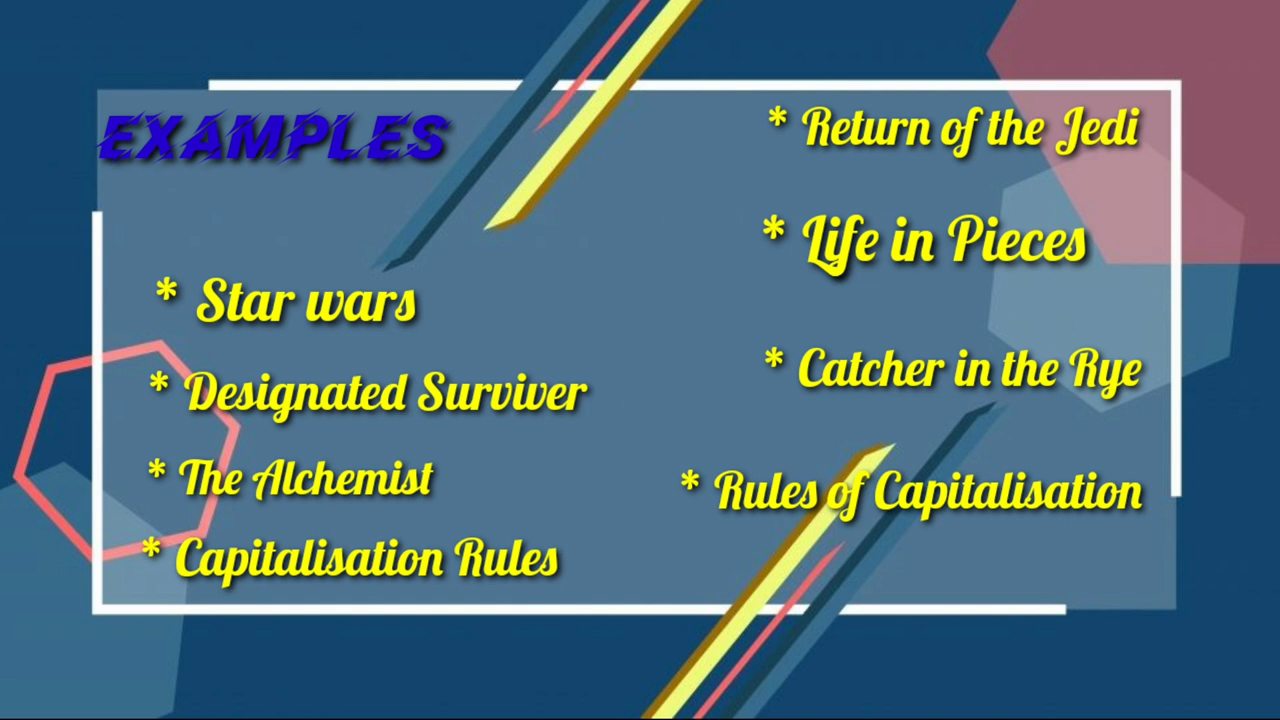 EXAMPLES
* Star wars
* Designated Surviver
* The Alchemist
* Capitalisation Rules
* Return of the Jedi
* Life in Pieces
* Catcher in the Rye
* Rules of Capitalisation